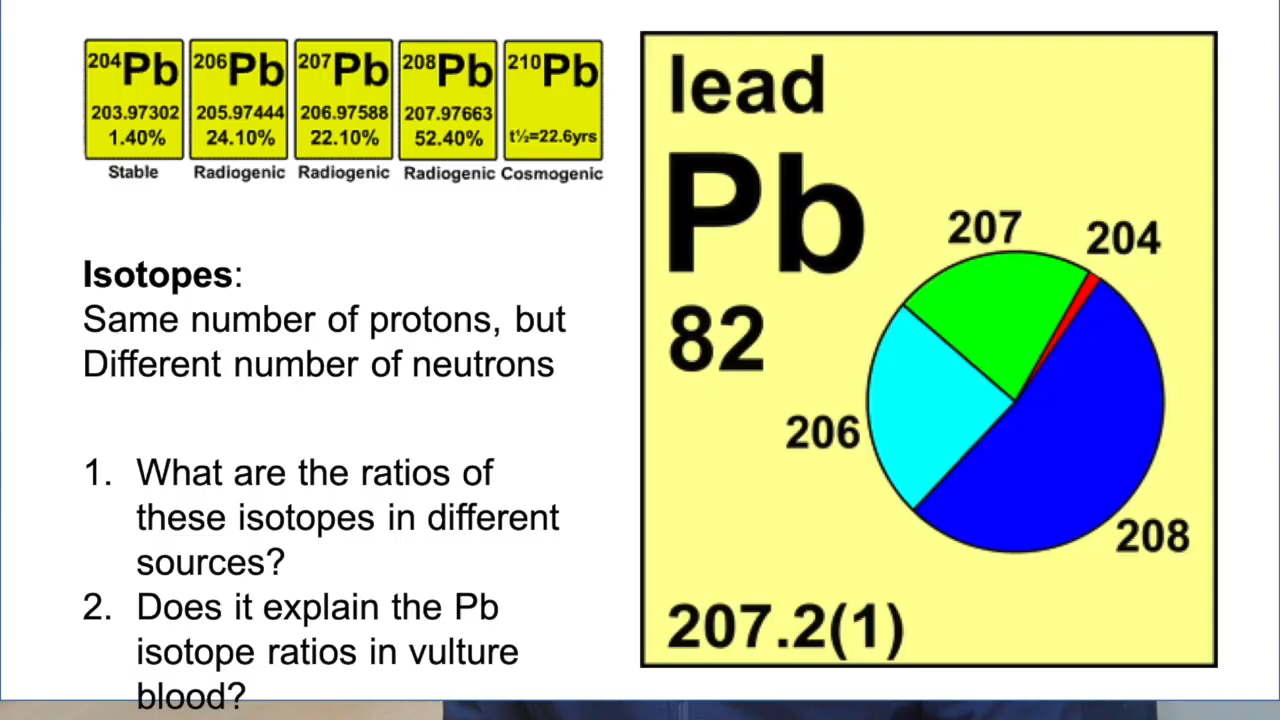 204Pb 206Pb 207Pb 208Pb 210Pb
203.97302 205.97444 206.97588 207.97663
1.40% 24.10% 22.10% 52.40% t½=22.6yrs
Stable Radiogenic Radiogenic Radiogenic Cosmogenic
Isotopes:
Same number of protons, but
Different number of neutrons
1. What are the ratios of
these isotopes in different
sources?
2. Does it explain the Pb
isotope ratios in vulture
blood?
lead
Pb
82
207
204
206
208
207.2(1)